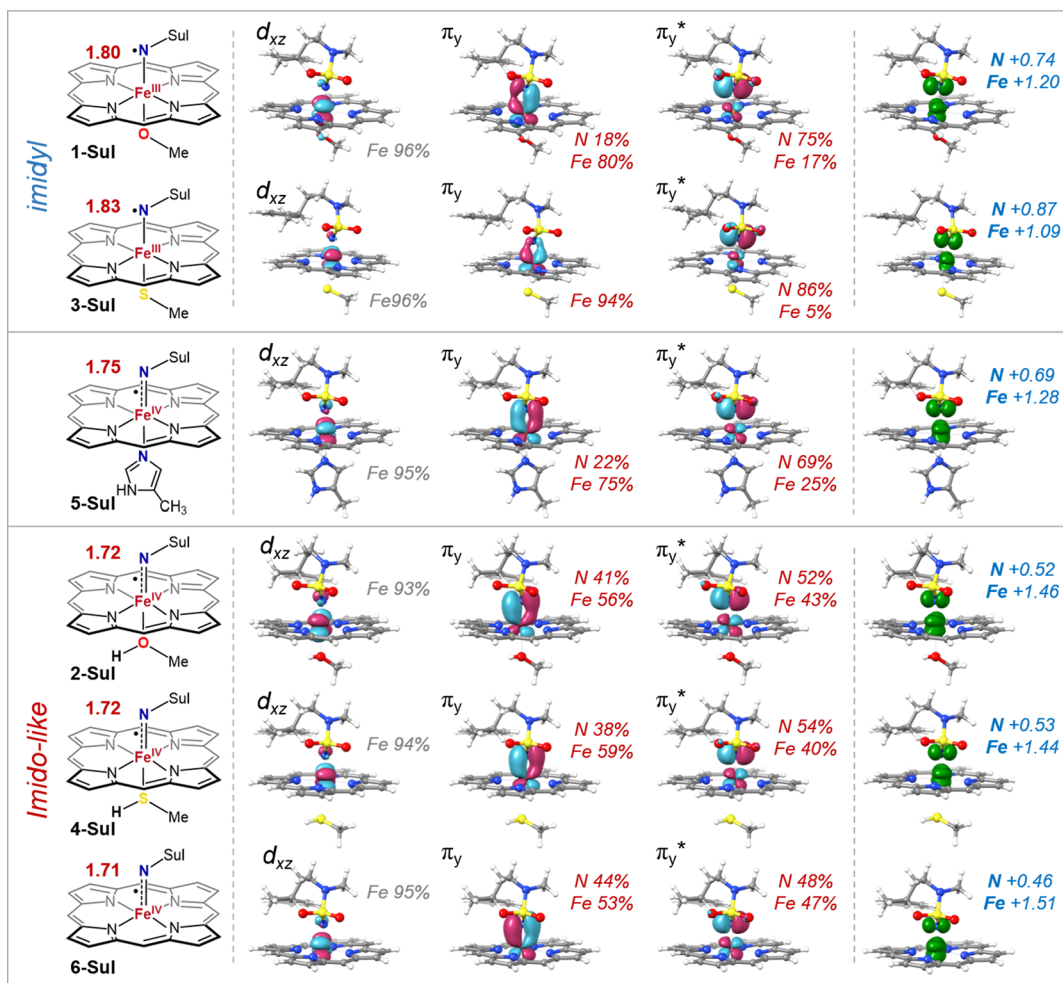 imidyl
1.80
•N
Sul
N
N
N
N
Fe^III
O
Me
1-Sul
d_xz
Fe 96%
π_y
N 18%
Fe 80%
π_y*
N 75%
Fe 17%
N +0.74
Fe +1.20
1.83
•N
Sul
N
N
N
N
Fe^III
S
Me
3-Sul
d_xz
Fe96%
π_y
Fe 94%
π_y*
N 86%
Fe 5%
N +0.87
Fe +1.09
1.75
N
Sul
N
N
N
N
•
Fe^IV
N
HN
CH₃
5-Sul
d_xz
Fe 95%
π_y
N 22%
Fe 75%
π_y*
N 69%
Fe 25%
N +0.69
Fe +1.28
Imido-like
1.72
N
Sul
N
N
N
N
•
Fe^IV
H
O
Me
2-Sul
d_xz
Fe 93%
π_y
N 41%
Fe 56%
π_y*
N 52%
Fe 43%
N +0.52
Fe +1.46
1.72
N
Sul
N
N
N
N
•
Fe^IV
H
S
Me
4-Sul
d_xz
Fe 94%
π_y
N 38%
Fe 59%
π_y*
N 54%
Fe 40%
N +0.53
Fe +1.44
1.71
N
Sul
N
N
N
N
•
Fe^IV
6-Sul
d_xz
Fe 95%
π_y
N 44%
Fe 53%
π_y*
N 48%
Fe 47%
N +0.46
Fe +1.51